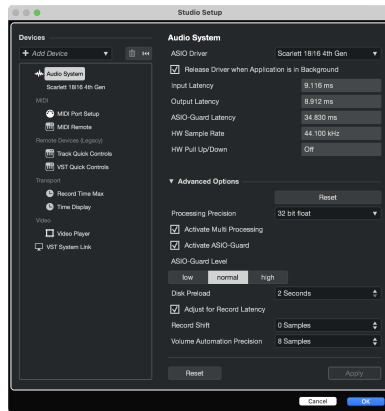 Studio Setup
Devices
+ Add Device
Audio System
Scarlett 18i16 4th Gen
MIDI
MIDI Port Setup
MIDI Remote
Remote Devices (Legacy)
Track Quick Controls
VST Quick Controls
Transport
Record Time Max
Time Display
Video
Video Player
VST System Link
Audio System
ASIO Driver Scarlett 18i16 4th Gen
Release Driver when Application is in Background
Input Latency 9.116 ms
Output Latency 8.912 ms
ASIO-Guard Latency 34.830 ms
HW Sample Rate 44.100 kHz
HW Pull Up/Down Off
Advanced Options
Reset
Processing Precision 32 bit float
Activate Multi Processing
Activate ASIO-Guard
ASIO-Guard Level
low normal high
Disk Preload 2 Seconds
Adjust for Record Latency
Record Shift 0 Samples
Volume Automation Precision 8 Samples
Reset Apply
Cancel OK